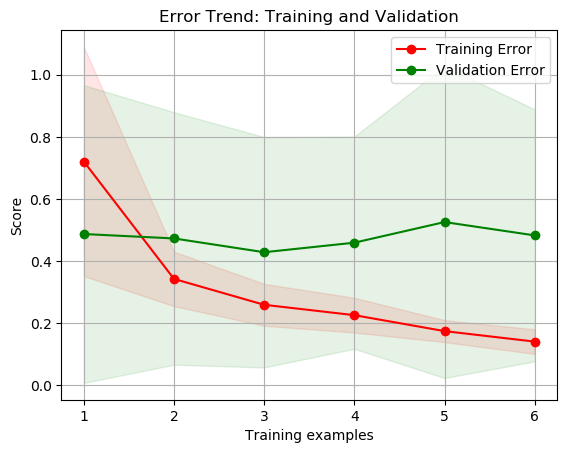 Error Trend: Training and Validation
Training Error
Validation Error
1.0
0.8
0.6
0.4
0.2
0.0
Score
1 2 3 4 5 6
Training examples